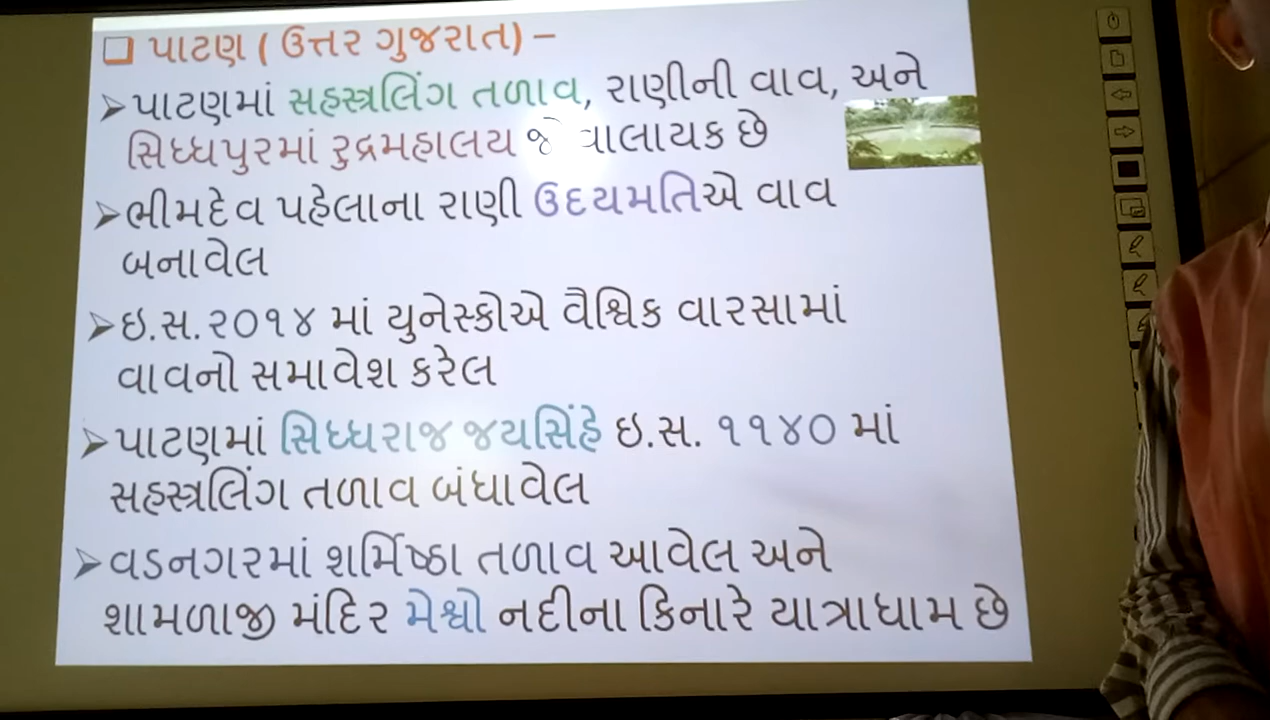 પાટણ ( ઉત્તર ગુજરાત) –
પાટણમાં સહસ્ત્રલિંગ તળાવ, રાણીની વાવ, અને
સિધ્ધપુરમાં રુદ્રમહાલય છે
ભીમદેવ પહેલાના રાણી ઉદયમતિએ વાવ
બનાવેલ
ઇ.સ.૨૦૧૪ માં યુનેસ્કોએ વૈશ્વિક વારસામાં
વાવનો સમાવેશ કરેલ
પાટણમાં સિધ્ધરાજ જયસિંહે ઇ.સ. ૧૧૪૦ માં
સહસ્ત્રલિંગ તળાવ બંધાવેલ
વડનગરમાં શર્મિષ્ઠા તળાવ આવેલ અને
શામળાજી મંદિર મેશ્વો નદીના કિનારે યાત્રાધામ છે